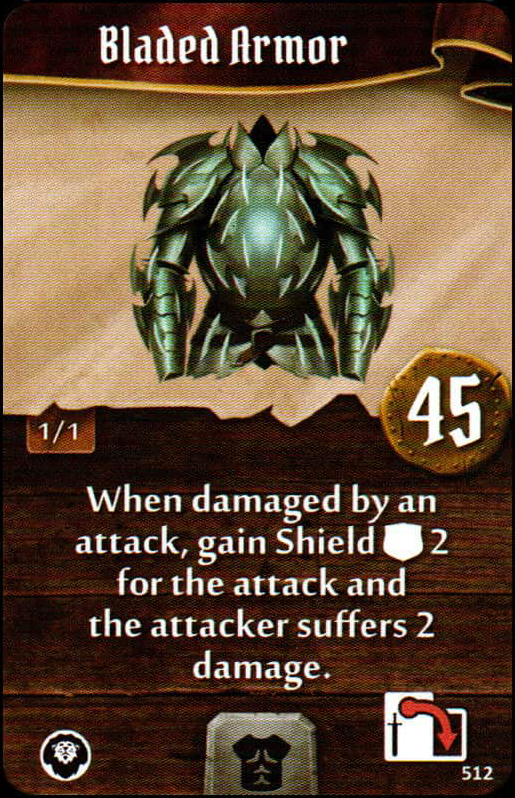 Bladed Armor
45
1/1
When damaged by an
attack, gain Shield 2
for the attack and
the attacker suffers 2
damage.
512